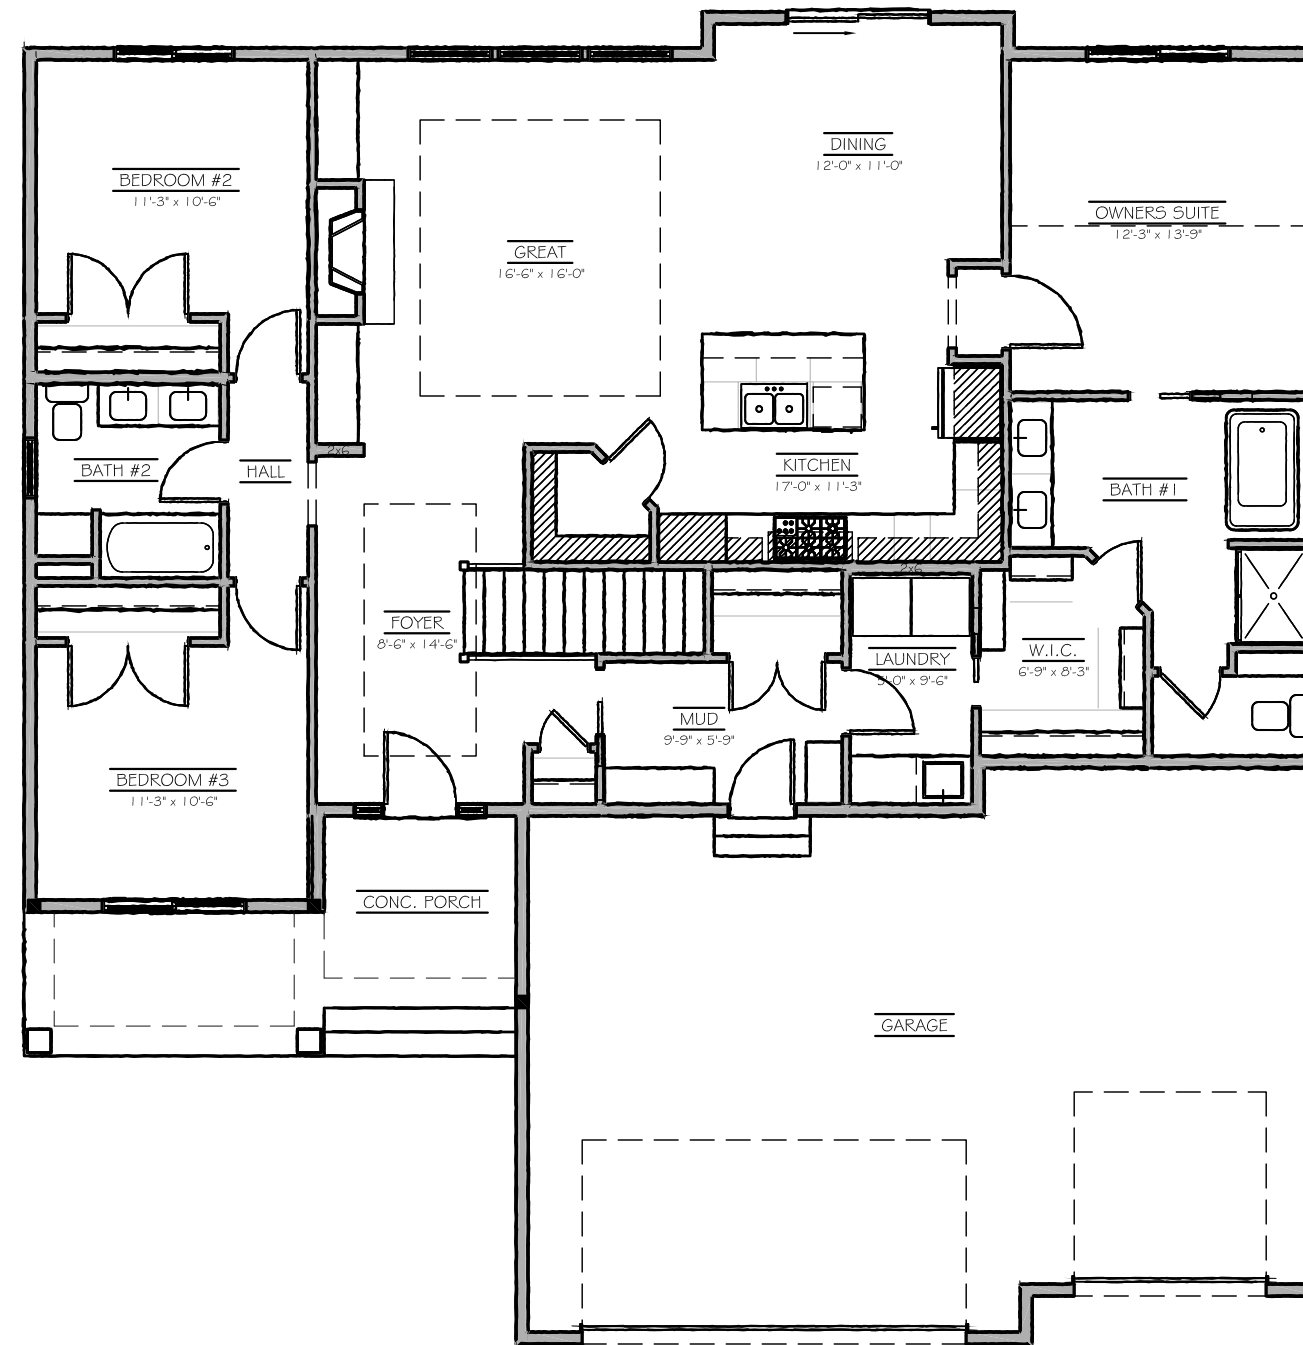 DINING
12'-0" x 11'-0"
BEDROOM #2
11'-3" x 10'-6"
OWNERS SUITE
12'-3" x 13'-9"
GREAT
16'-6" x 16'-0"
2x6
KITCHEN
17'-0" x 11'-3"
BATH #2
HALL
BATH #1
2x6
FOYER
8'-6" x 14'-6"
LAUNDRY
5'-0" x 9'-6"
W.I.C.
6'-9" x 8'-3"
MUD
9'-9" x 5'-9"
BEDROOM #3
11'-3" x 10'-6"
CONC. PORCH
GARAGE